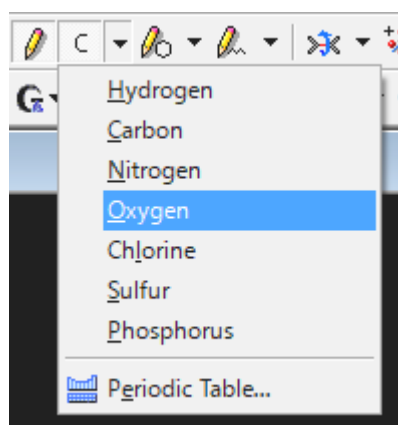 C
G
Hydrogen
Carbon
Nitrogen
Oxygen
Chlorine
Sulfur
Phosphorus
Periodic Table...